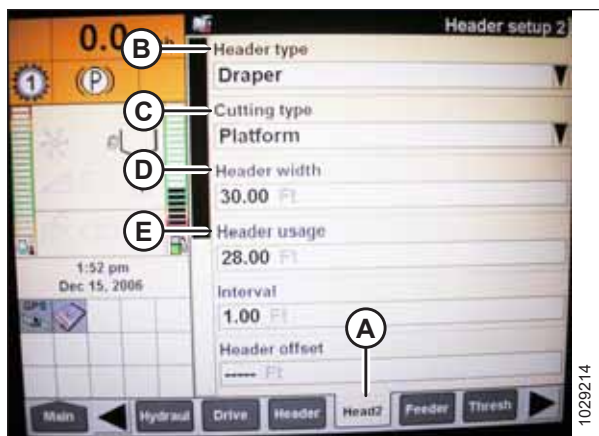 Header setup 2
0.0
B
Header type
Draper
1
(P)
C
Cutting type
Platform
D
Header width
30.00 Ft
E
Header usage
28.00 Ft
1:52 pm
Dec 15, 2006
GPS
Interval
1.00 Ft
A
Header offset
----- Ft
Main
Hydraul
Drive
Header
Head2
Feeder
Thresh
1029214